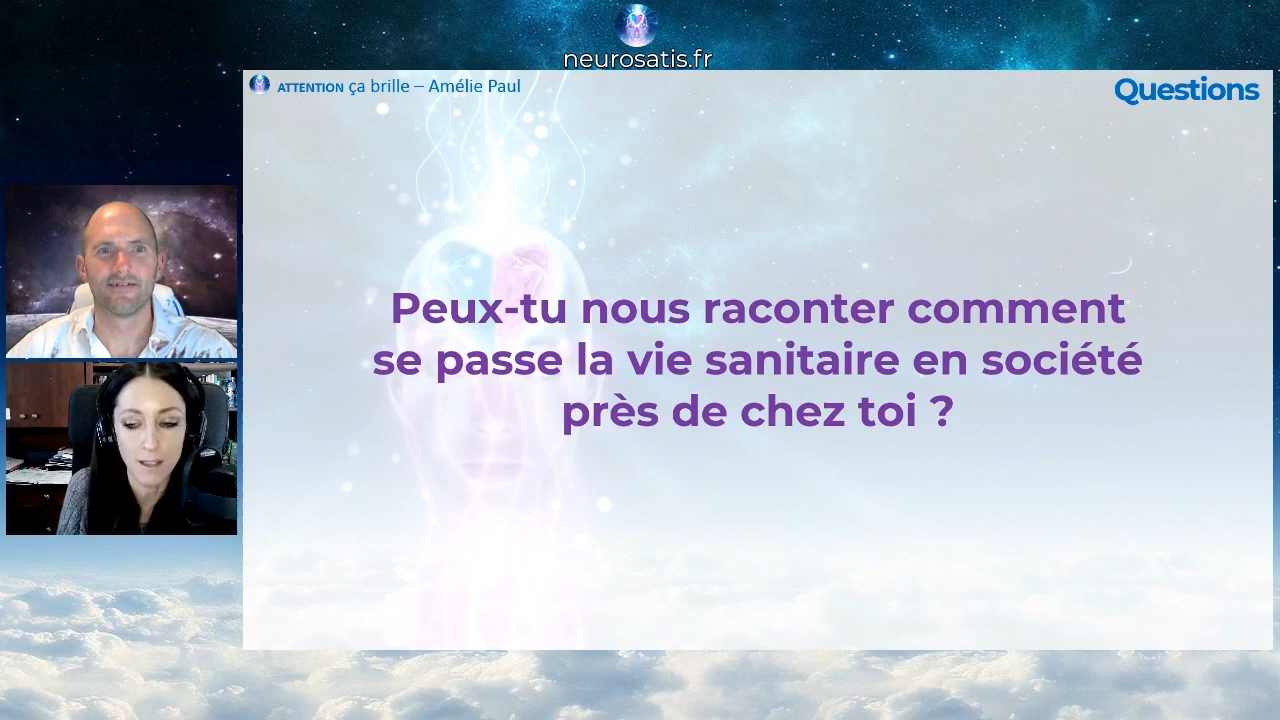 neurosatis.fr
ATTENTION ça brille – Amélie Paul
Questions
Peux-tu nous raconter comment
se passe la vie sanitaire en société
près de chez toi ?